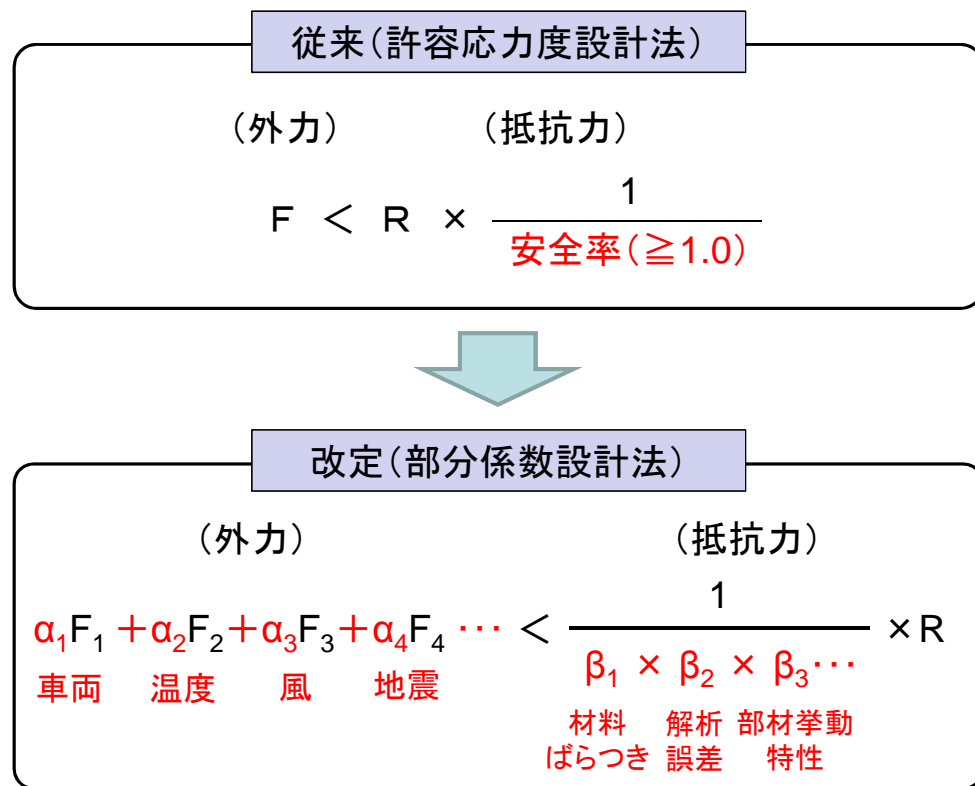 従来(許容応力度設計法)
(外力) (抵抗力)
F < R × 1
安全率(≧1.0)
改定(部分係数設計法)
(外力) (抵抗力)
1
α₁F₁ +α₂F₂+α₃F₃+α₄F₄ ··· < ×R
β₁ × β₂ × β₃···
車両 温度 風 地震
材料 解析 部材挙動
ばらつき 誤差 特性